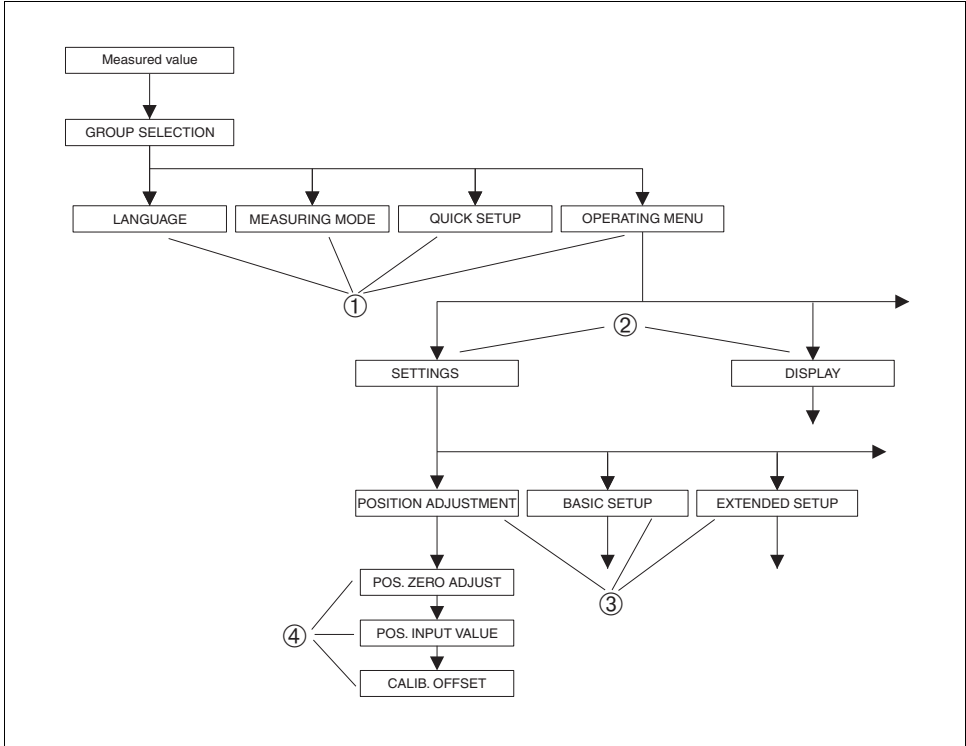 Measured value
GROUP SELECTION
LANGUAGE
MEASURING MODE
QUICK SETUP
OPERATING MENU
①
②
SETTINGS
DISPLAY
POSITION ADJUSTMENT
BASIC SETUP
EXTENDED SETUP
POS. ZERO ADJUST
③
④
POS. INPUT VALUE
CALIB. OFFSET